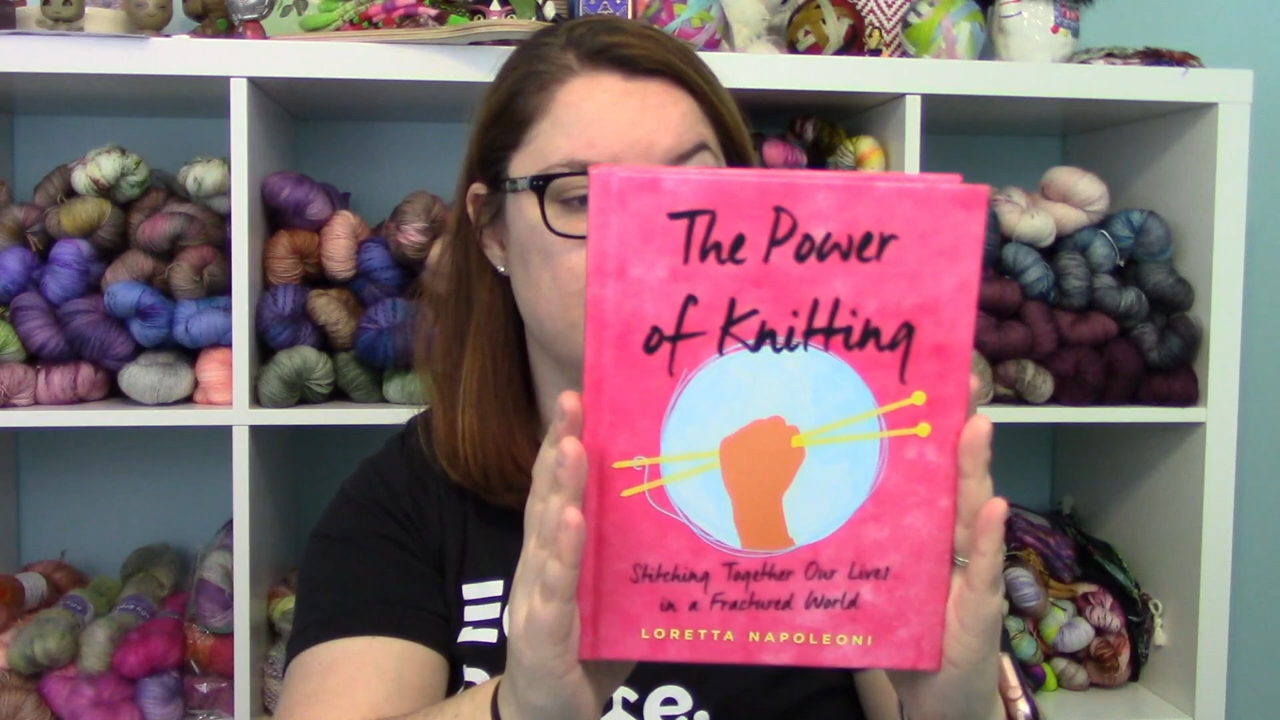 The Power
of Knitting
Stitching Together Our Lives
in a Fractured World
LORETTA NAPOLEONI